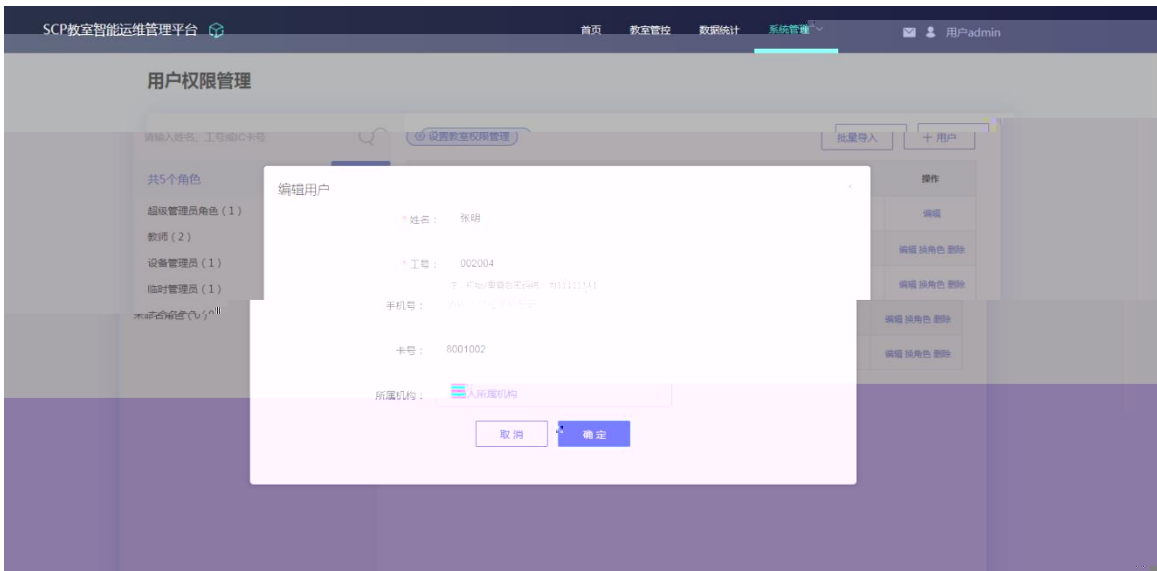 SCP教室智能运维管理平台
首页 教室管控 数据统计 系统管理 用户admin
用户权限管理
请输入姓名、工号或IC卡号
设置教室权限管理 批量导入 + 用户
共5个角色
操作
超级管理员角色(1)
编辑
教师(2)
编辑 换角色 删除
设备管理员(1)
临时管理员(1)
编辑 换角色 删除
编辑 换角色 删除
编辑 换角色 删除
编辑用户
* 姓名: 张明
* 工号: 002004
手机号:
卡号: 8001002
所属机构: 人所属机构
取消 确定